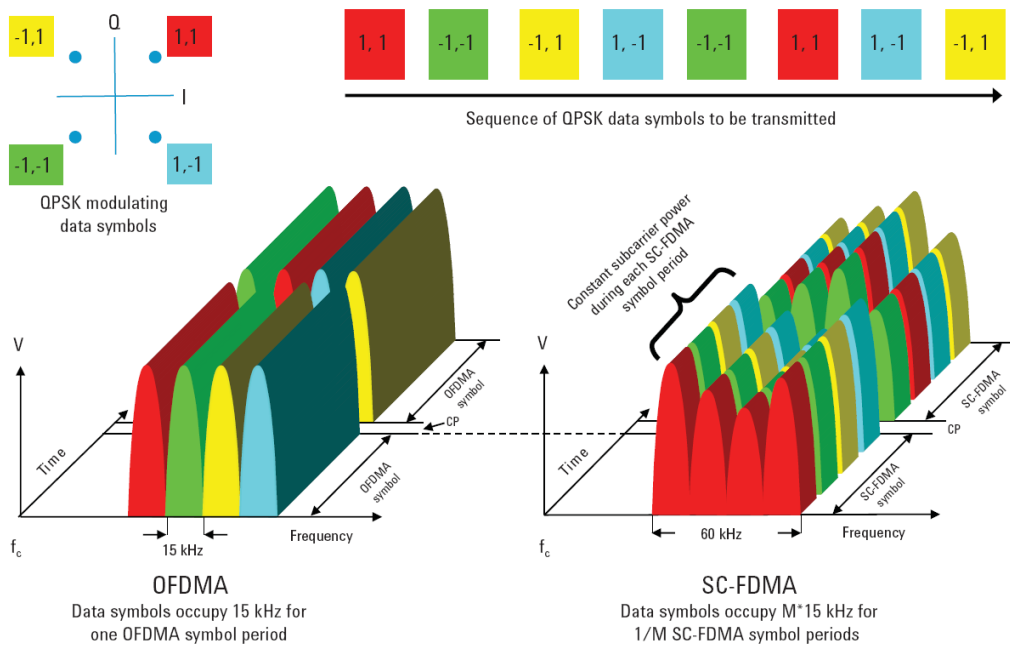 -1,1
Q
1,1
I
-1,-1
1,-1
QPSK modulating
data symbols
1, 1
-1,-1
-1, 1
1, -1
-1,-1
1, 1
1, -1
-1, 1
Sequence of QPSK data symbols to be transmitted
V
Time
OFDMA
symbol
CP
OFDMA
symbol
15 kHz
Frequency
fc
OFDMA
Data symbols occupy 15 kHz for
one OFDMA symbol period
Constant subcarrier power
during each SC-FDMA
symbol period
V
Time
SC-FDMA
symbol
CP
SC-FDMA
symbol
60 kHz
Frequency
fc
SC-FDMA
Data symbols occupy M*15 kHz for
1/M SC-FDMA symbol periods